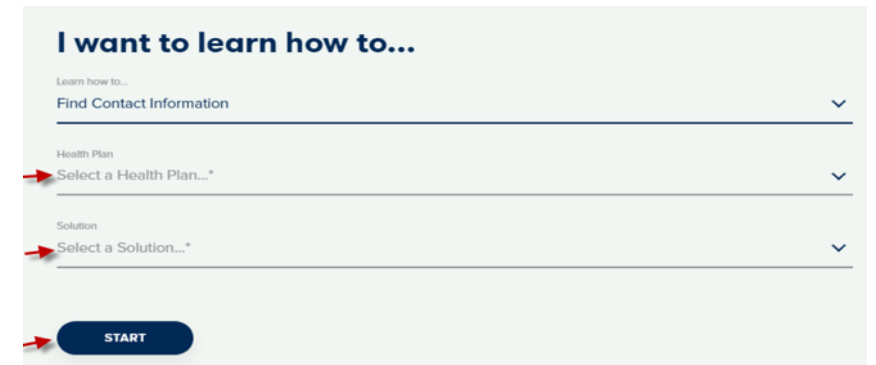 I want to learn how to...
Learn how to...
Find Contact Information
Health Plan
Select a Health Plan...*
Solution
Select a Solution...*
START